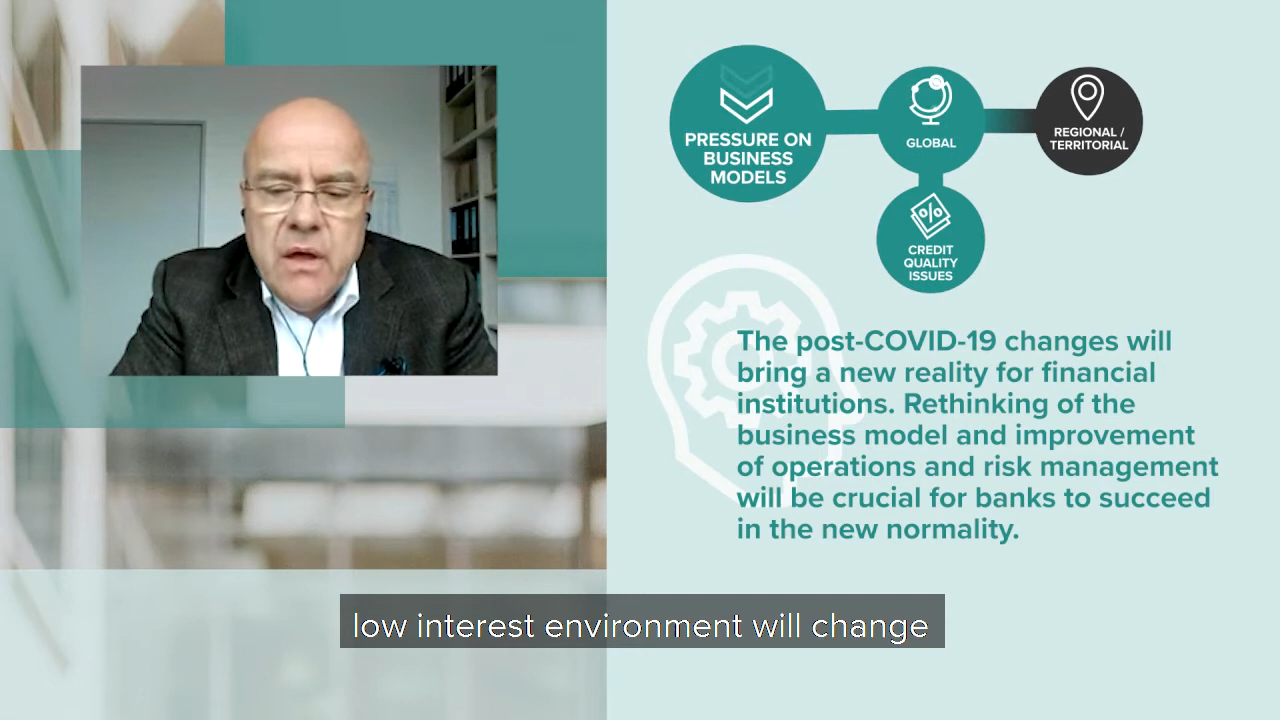 PRESSURE ON
BUSINESS
MODELS
GLOBAL
REGIONAL /
TERRITORIAL
%
CREDIT
QUALITY
ISSUES
The post-COVID-19 changes will
bring a new reality for financial
institutions. Rethinking of the
business model and improvement
of operations and risk management
will be crucial for banks to succeed
in the new normality.
low interest environment will change